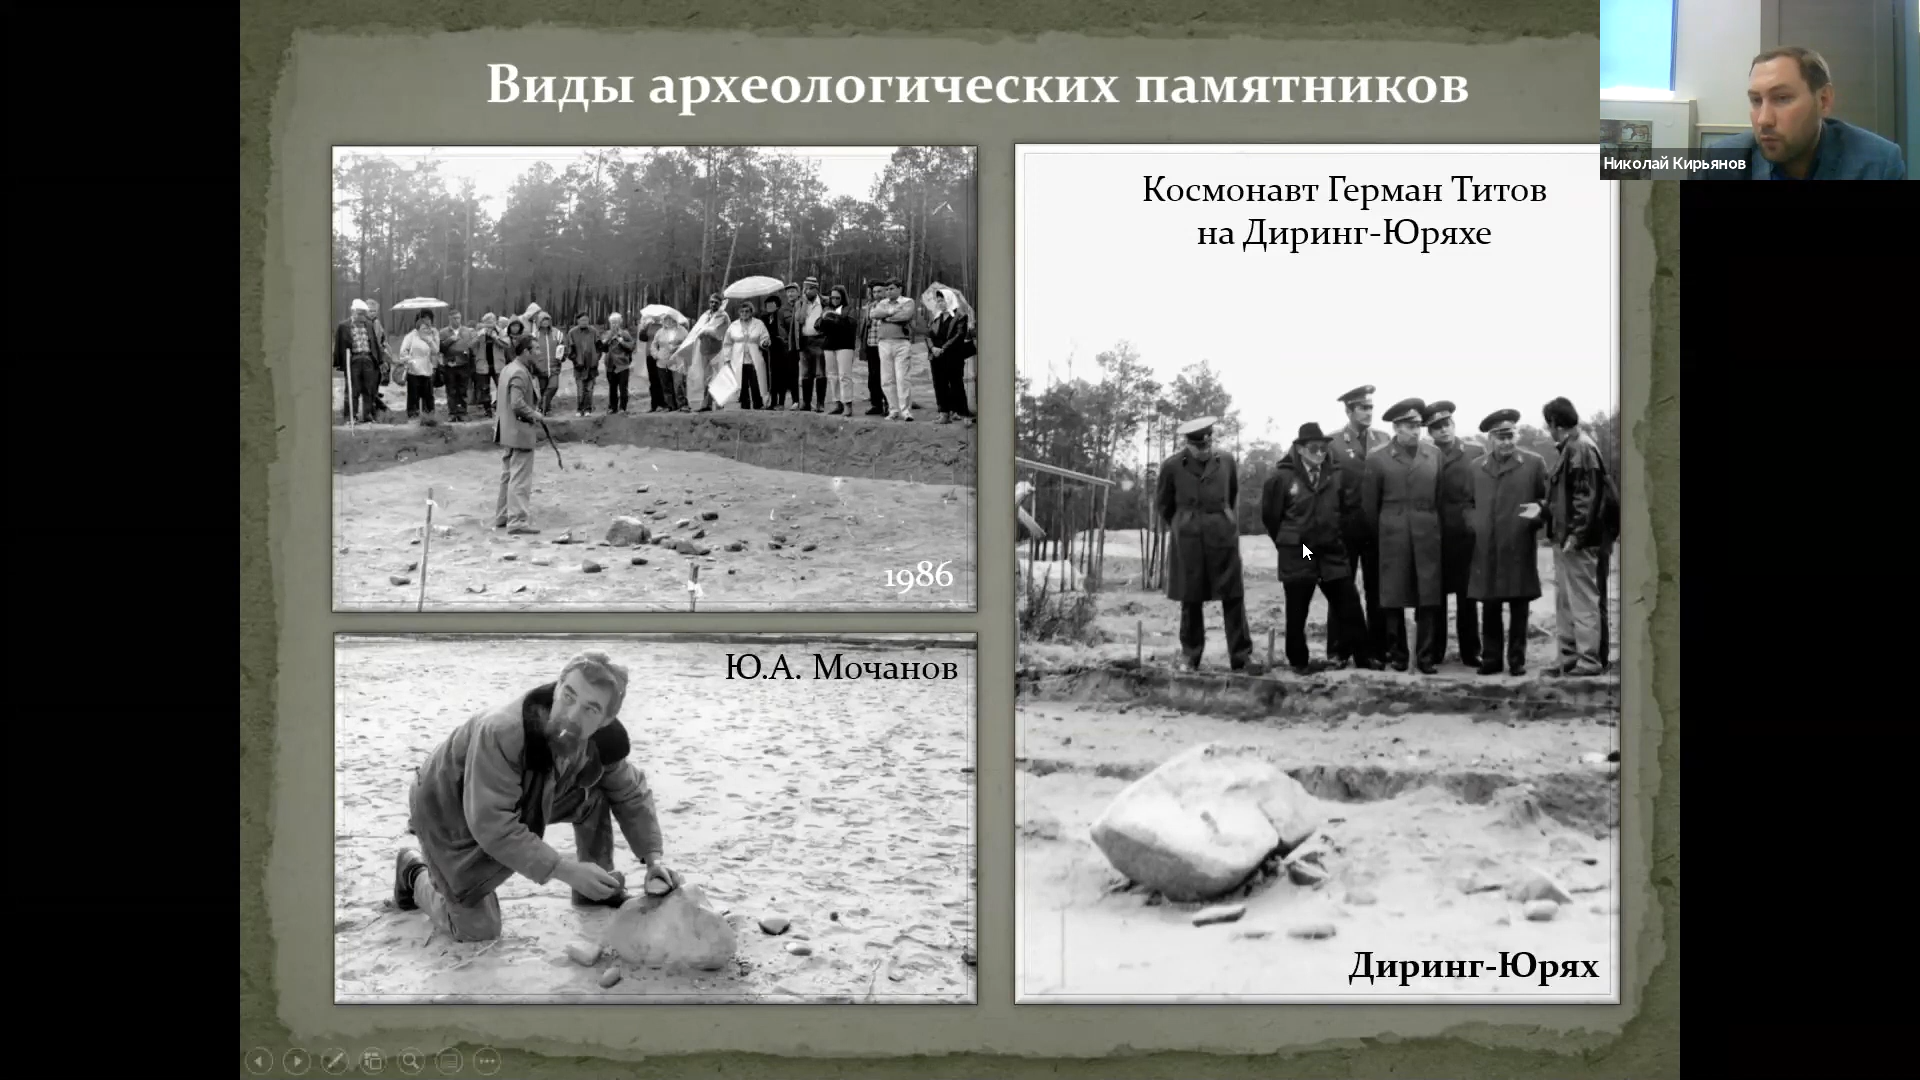 Виды археологических памятников
Николай Кирьянов
1986
Ю.А. Мочанов
Космонавт Герман Титов
на Диринг-Юряхе
Диринг-Юрях